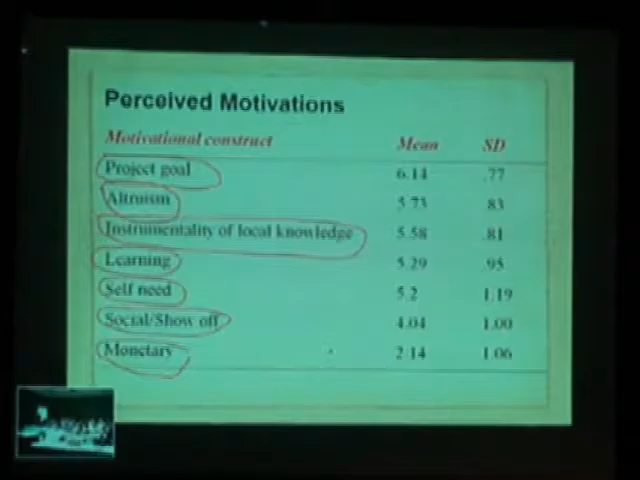 Perceived Motivations
Motivational construct Mean SD
Project goal 6.14 .77
Altruism 5.73 .83
Instrumentality of local knowledge 5.58 .81
Learning 5.29 .95
Self need 5.2 1.19
Social/Show off 4.04 1.00
Monetary 2.14 1.06